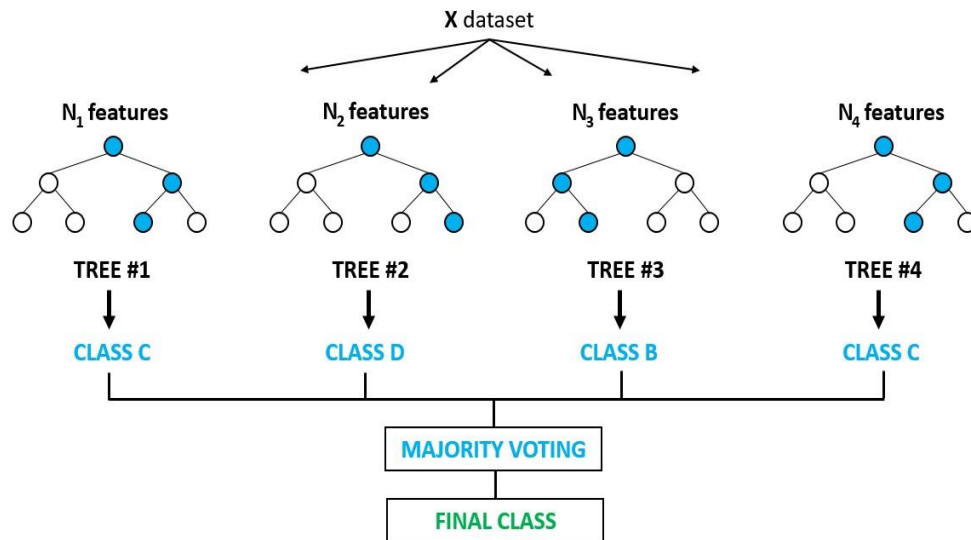 X dataset
N₁ features N₂ features N₃ features N₄ features
TREE #1 TREE #2 TREE #3 TREE #4
CLASS C CLASS D CLASS B CLASS C
MAJORITY VOTING
FINAL CLASS